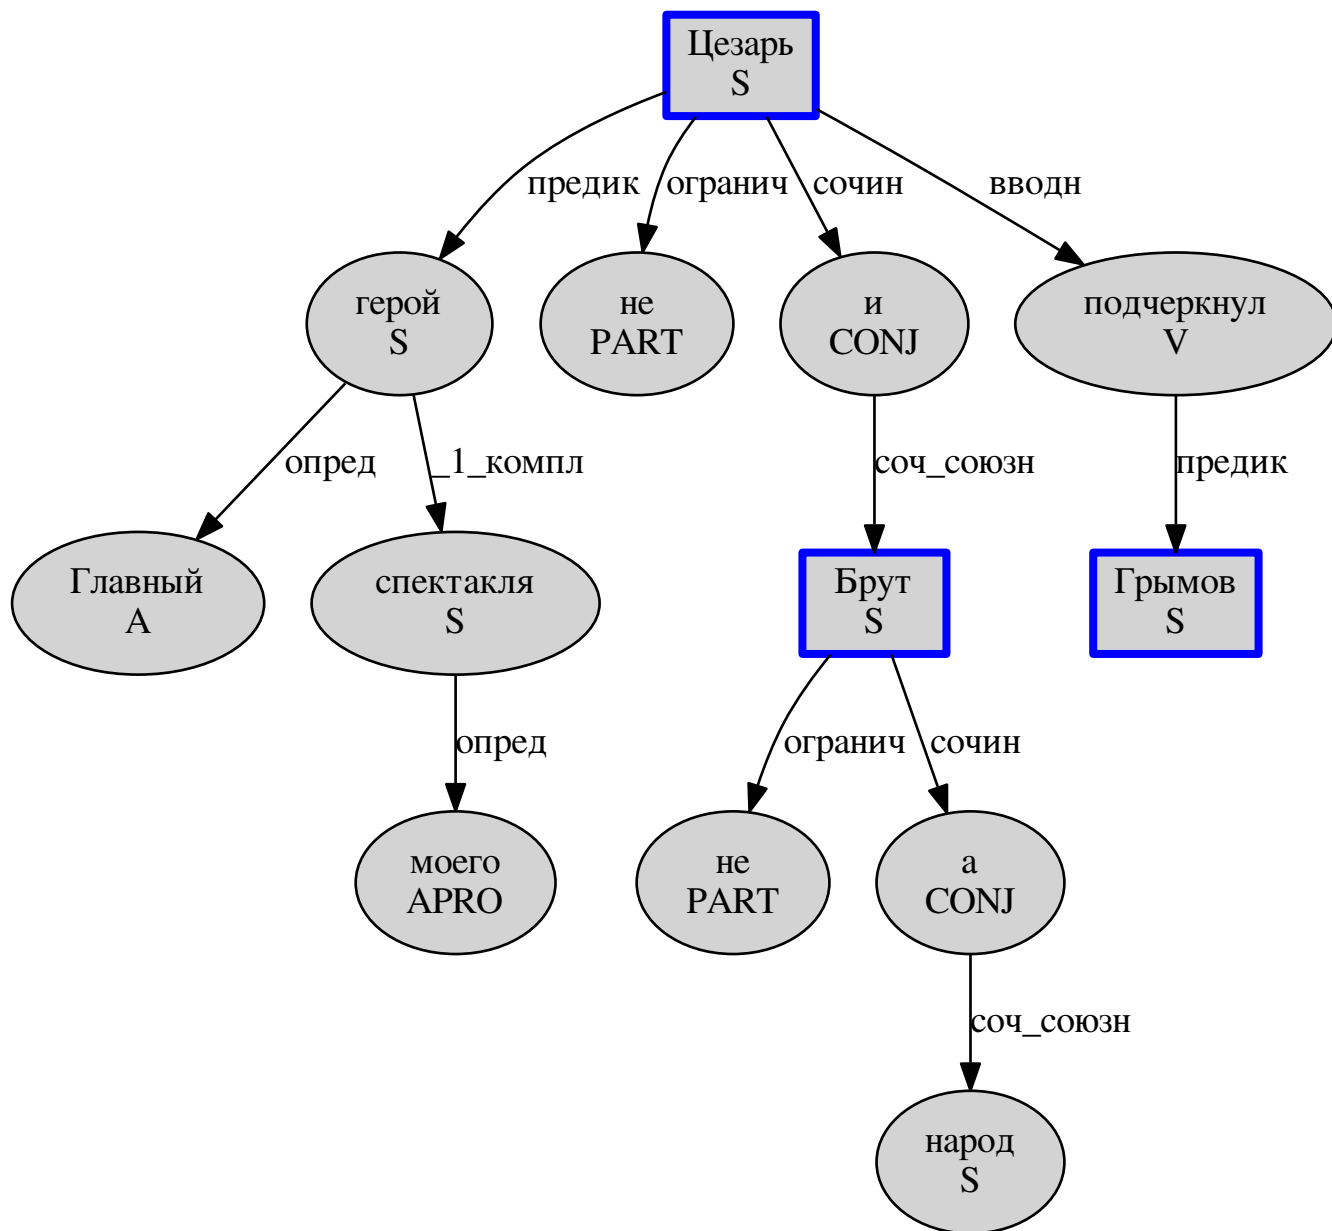 Цезарь
S
предик
огранич
сочин
вводн
герой
S
не
PART
и
CONJ
подчеркнул
V
опред
_1_компл
соч_союзн
предик
Главный
A
спектакля
S
Брут
S
Грымов
S
опред
огранич
сочин
моего
APRO
не
PART
а
CONJ
соч_союзн
народ
S